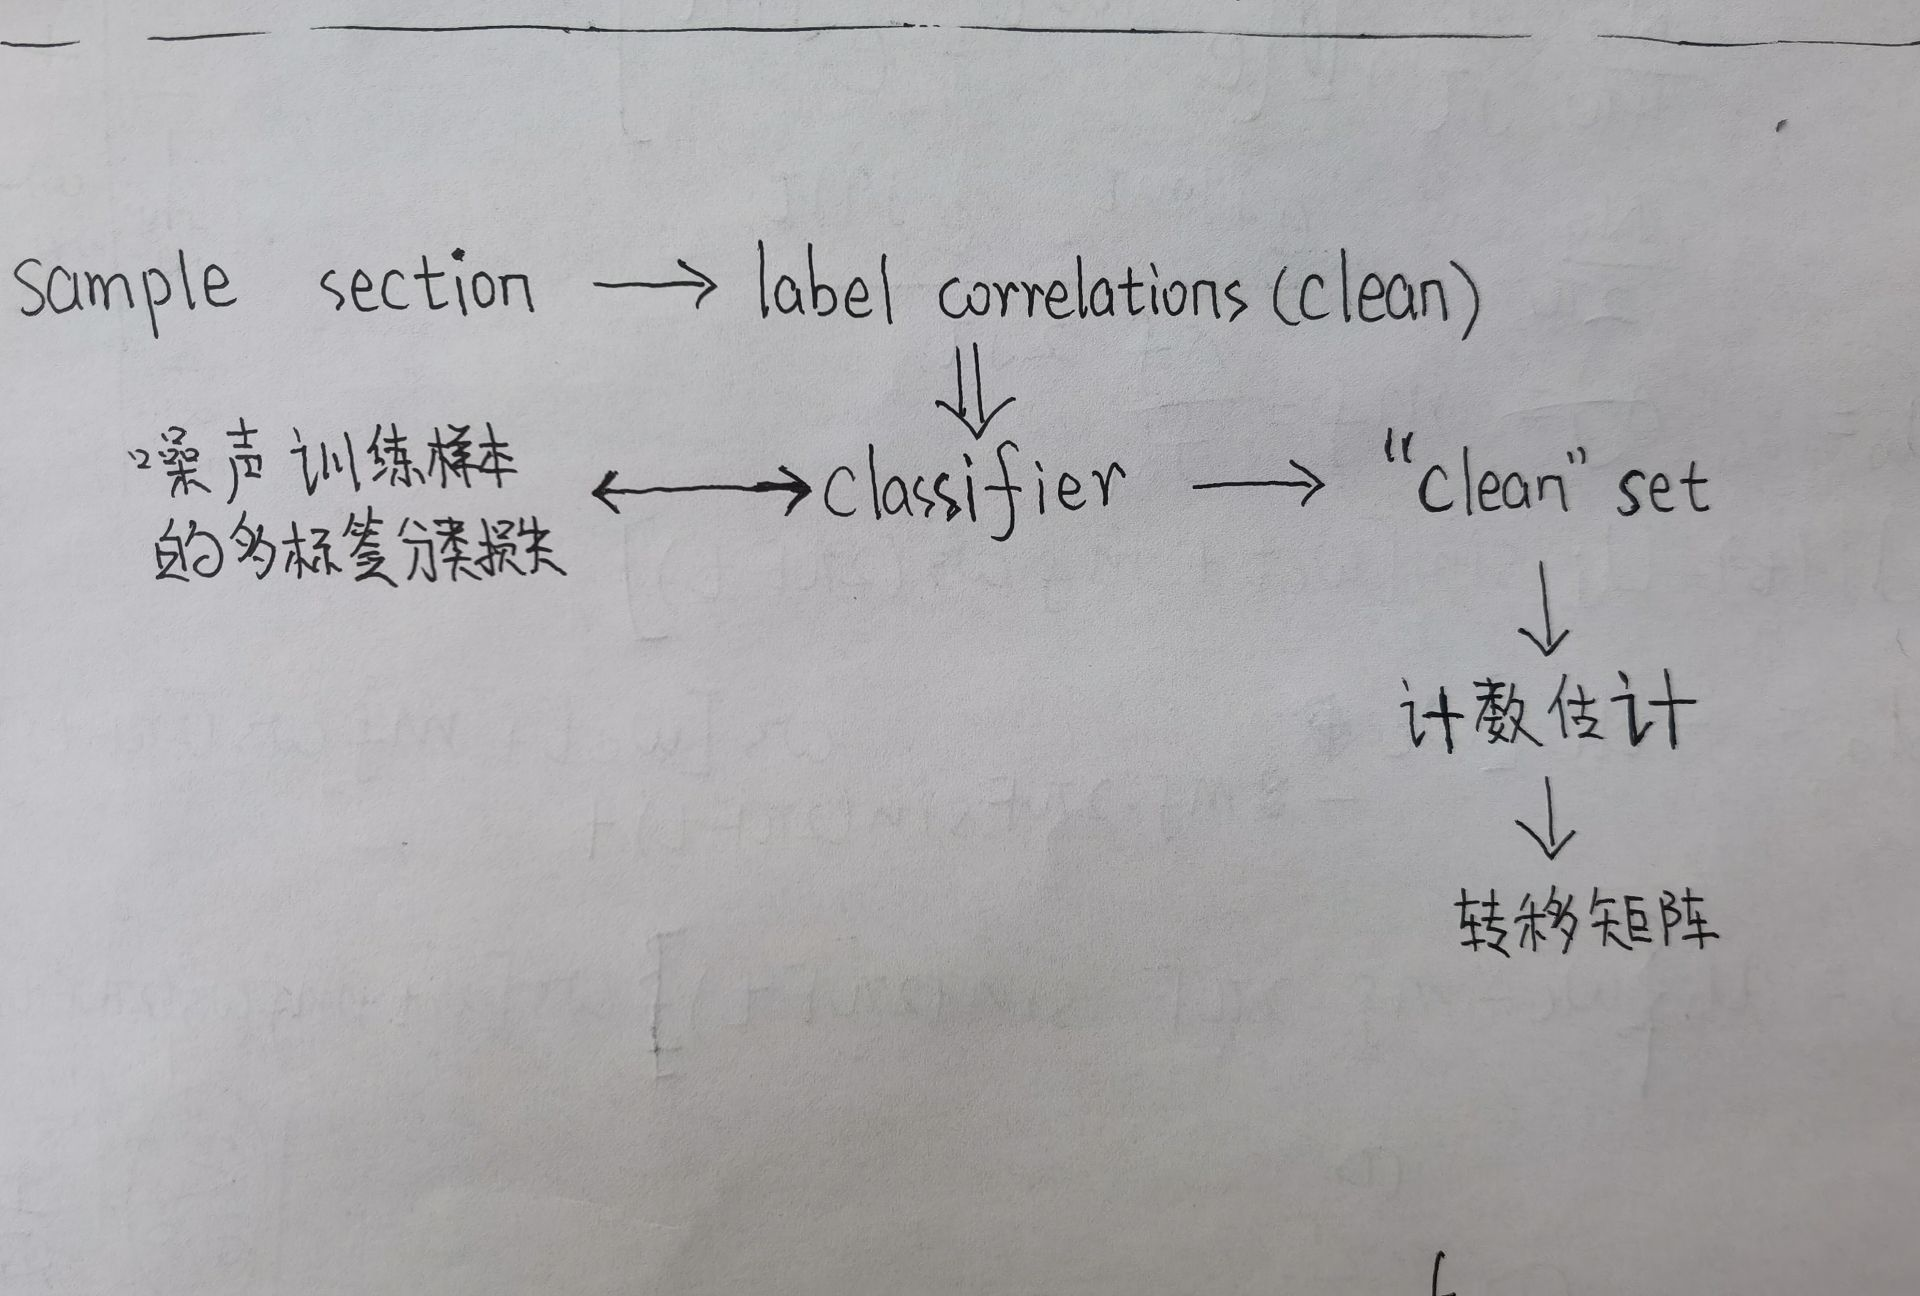 sample section → label correlations (clean)
⇓
噪声训练样本
的多标签分类损失
↔ classifier → "clean" set
↓
计数估计
↓
转移矩阵